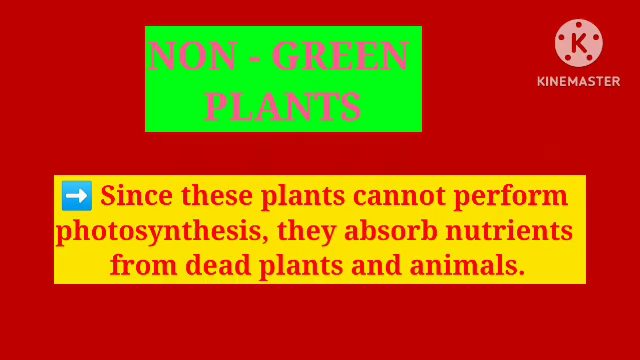 NON - GREEN
PLANTS
K
KINEMASTER
➡ Since these plants cannot perform
photosynthesis, they absorb nutrients
from dead plants and animals.